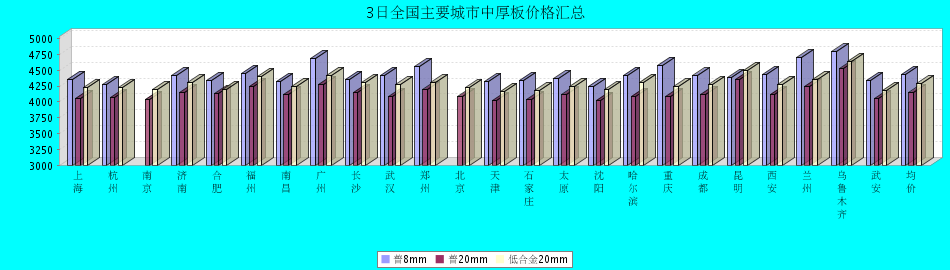 3日全国主要城市中厚板价格汇总
5000
4750
4500
4250
4000
3750
3500
3250
3000
上海
杭州
南京
济南
合肥
福州
南昌
广州
长沙
武汉
郑州
北京
天津
石家庄
太原
沈阳
哈尔滨
重庆
成都
昆明
西安
兰州
乌鲁木齐
武安
均价
普8mm 普20mm 低合金20mm